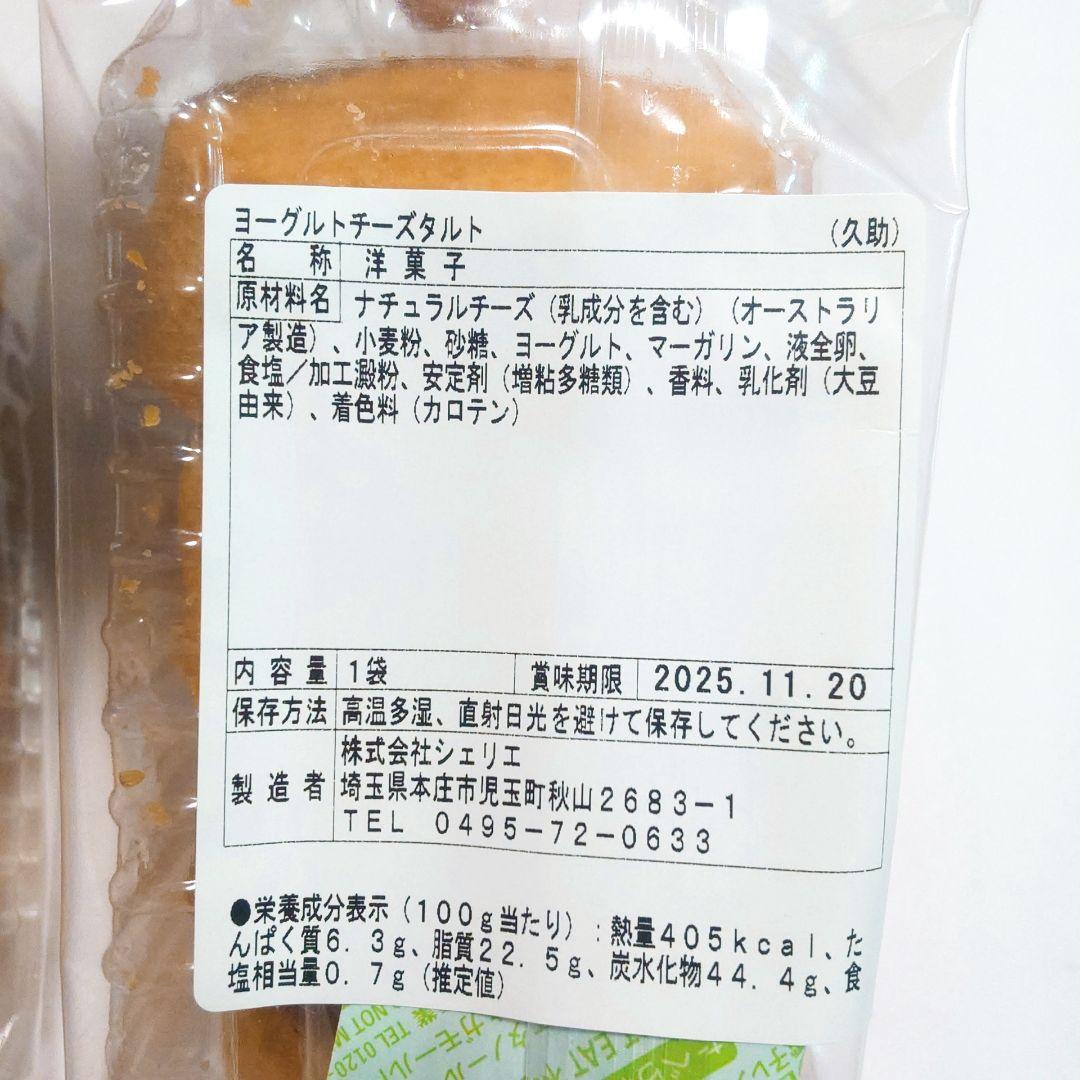 ヨーグルトチーズタルト (久助)
名 称 洋菓子
原材料名 ナチュラルチーズ(乳成分を含む)(オーストラリ
ア製造)、小麦粉、砂糖、ヨーグルト、マーガリン、液全卵、
食塩/加工澱粉、安定剤(増粘多糖類)、香料、乳化剤(大豆
由来)、着色料(カロテン)
内容量 1袋 賞味期限 2025.11.20
保存方法 高温多湿、直射日光を避けて保存してください。
製造者 株式会社シェリエ
埼玉県本庄市児玉町秋山2683-1
TEL 0495-72-0633
●栄養成分表示(100g当たり):熱量405kcal、た
んぱく質6.3g、脂質22.5g、炭水化物44.4g、食
塩相当量0.7g(推定値)
TEL 0120-
EAT